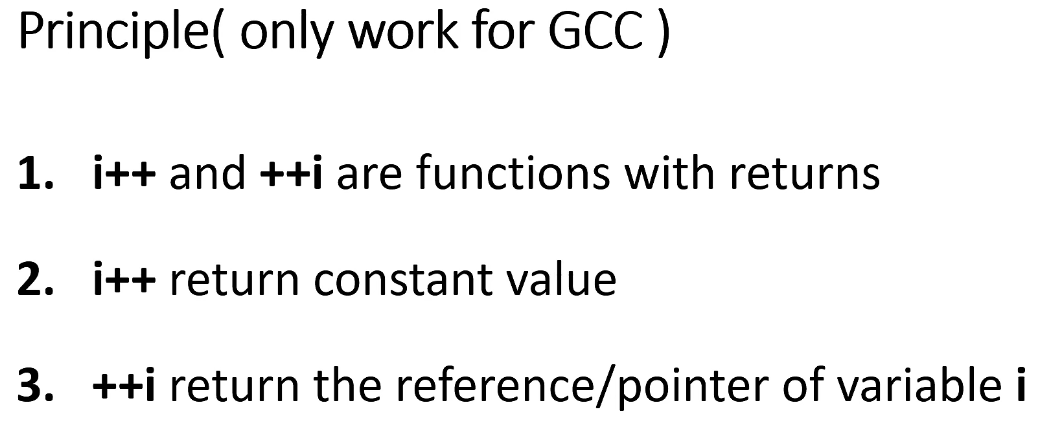 Principle( only work for GCC )
1. i++ and ++i are functions with returns
2. i++ return constant value
3. ++i return the reference/pointer of variable i